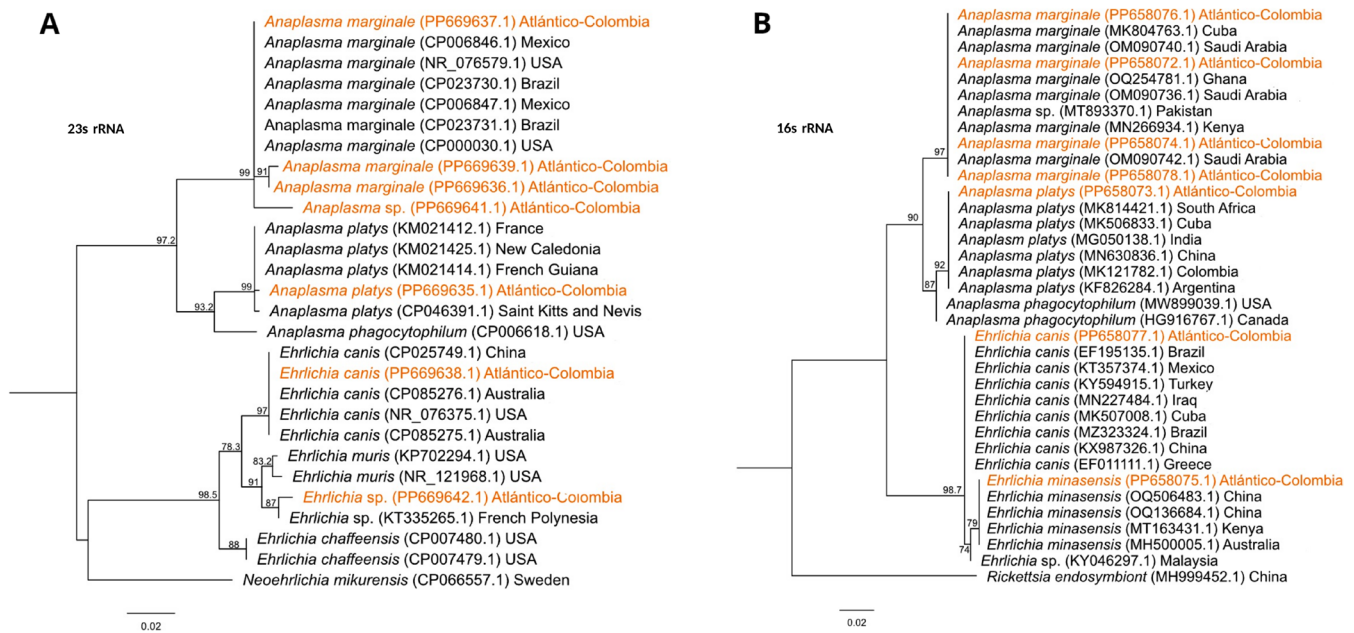 A
23s rRNA
Anaplasma marginale (PP669637.1) Atlántico-Colombia
Anaplasma marginale (CP006846.1) Mexico
Anaplasma marginale (NR_076579.1) USA
Anaplasma marginale (CP023730.1) Brazil
Anaplasma marginale (CP006847.1) Mexico
Anaplasma marginale (CP023731.1) Brazil
Anaplasma marginale (CP000030.1) USA
Anaplasma marginale (PP669639.1) Atlántico-Colombia
Anaplasma marginale (PP669636.1) Atlántico-Colombia
Anaplasma sp. (PP669641.1) Atlántico-Colombia
Anaplasma platys (KM021412.1) France
Anaplasma platys (KM021425.1) New Caledonia
Anaplasma platys (KM021414.1) French Guiana
Anaplasma platys (PP669635.1) Atlántico-Colombia
Anaplasma platys (CP046391.1) Saint Kitts and Nevis
Anaplasma phagocytophilum (CP006618.1) USA
Ehrlichia canis (CP025749.1) China
Ehrlichia canis (PP669638.1) Atlántico-Colombia
Ehrlichia canis (CP085276.1) Australia
Ehrlichia canis (NR_076375.1) USA
Ehrlichia canis (CP085275.1) Australia
Ehrlichia muris (KP702294.1) USA
Ehrlichia muris (NR_121968.1) USA
Ehrlichia sp. (PP669642.1) Atlántico-Colombia
Ehrlichia sp. (KT335265.1) French Polynesia
Ehrlichia chaffeensis (CP007480.1) USA
Ehrlichia chaffeensis (CP007479.1) USA
Neoehrlichia mikurensis (CP066557.1) Sweden
99
91
97.2
99
93.2
97
78.3
83.2
91
87
98.5
88
0.02
B
16s rRNA
Anaplasma marginale (PP658076.1) Atlántico-Colombia
Anaplasma marginale (MK804763.1) Cuba
Anaplasma marginale (OM090740.1) Saudi Arabia
Anaplasma marginale (PP658072.1) Atlántico-Colombia
Anaplasma marginale (OQ254781.1) Ghana
Anaplasma marginale (OM090736.1) Saudi Arabia
Anaplasma sp. (MT893370.1) Pakistan
Anaplasma marginale (MN266934.1) Kenya
Anaplasma marginale (PP658074.1) Atlántico-Colombia
Anaplasma marginale (OM090742.1) Saudi Arabia
Anaplasma marginale (PP658078.1) Atlántico-Colombia
Anaplasma platys (PP658073.1) Atlántico-Colombia
Anaplasma platys (MK814421.1) South Africa
Anaplasma platys (MK506833.1) Cuba
Anaplasm platys (MG050138.1) India
Anaplasma platys (MN630836.1) China
Anaplasma platys (MK121782.1) Colombia
Anaplasma platys (KF826284.1) Argentina
Anaplasma phagocytophilum (MW899039.1) USA
Anaplasma phagocytophilum (HG916767.1) Canada
Ehrlichia canis (PP658077.1) Atlántico-Colombia
Ehrlichia canis (EF195135.1) Brazil
Ehrlichia canis (KT357374.1) Mexico
Ehrlichia canis (KY594915.1) Turkey
Ehrlichia canis (MN227484.1) Iraq
Ehrlichia canis (MK507008.1) Cuba
Ehrlichia canis (MZ323324.1) Brazil
Ehrlichia canis (KX987326.1) China
Ehrlichia canis (EF011111.1) Greece
Ehrlichia minasensis (PP658075.1) Atlántico-Colombia
Ehrlichia minasensis (OQ506483.1) China
Ehrlichia minasensis (OQ136684.1) China
Ehrlichia minasensis (MT163431.1) Kenya
Ehrlichia minasensis (MH500005.1) Australia
Ehrlichia sp. (KY046297.1) Malaysia
Rickettsia endosymbiont (MH999452.1) China
97
90
92
87
98.7
79
74
0.02